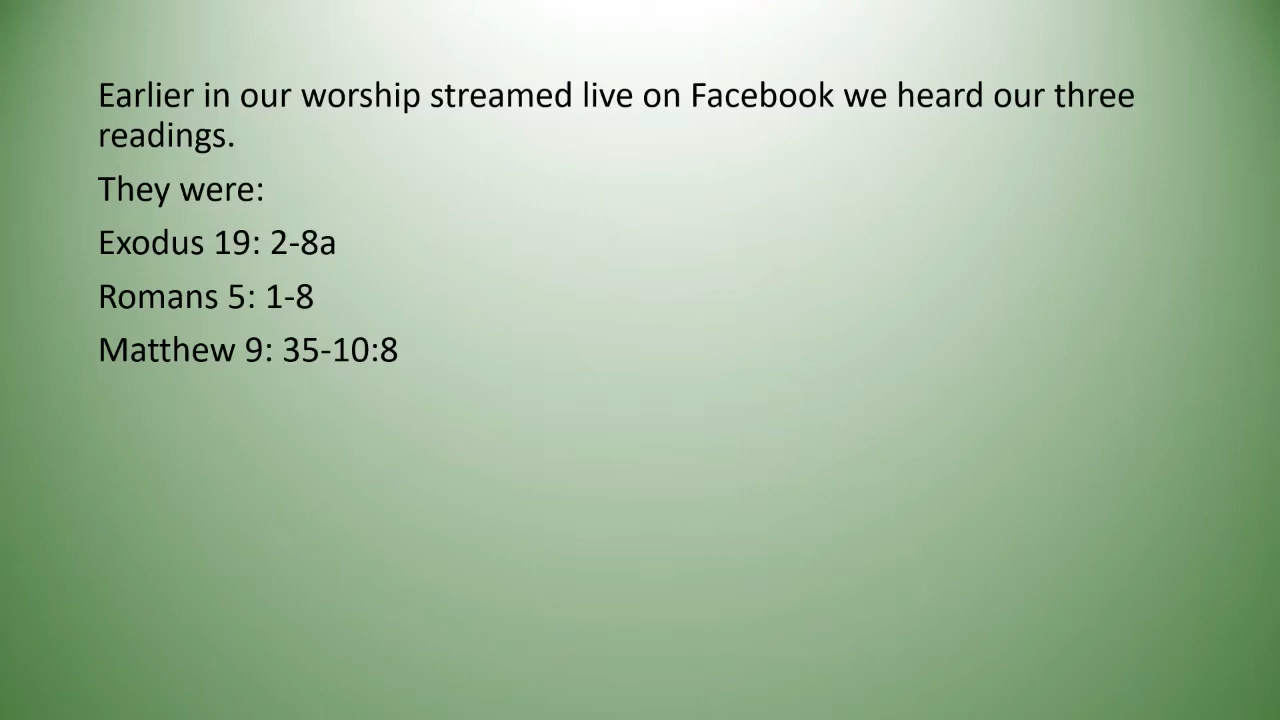 Earlier in our worship streamed live on Facebook we heard our three
readings.
They were:
Exodus 19: 2-8a
Romans 5: 1-8
Matthew 9: 35-10:8